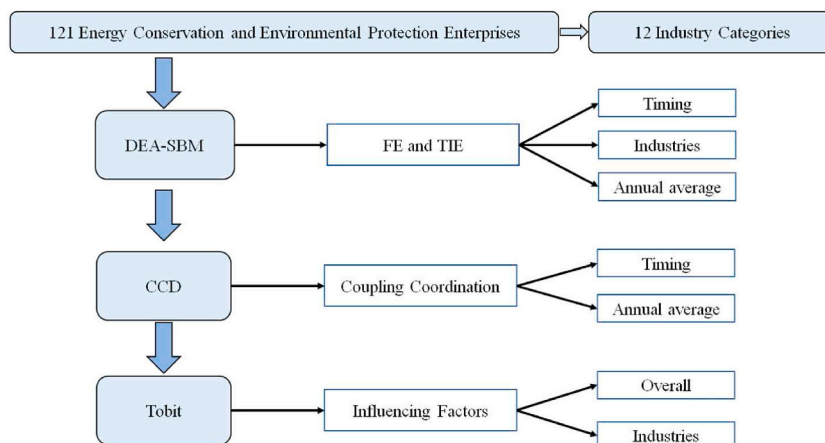 121 Energy Conservation and Environmental Protection Enterprises
12 Industry Categories
DEA-SBM
FE and TIE
Timing
Industries
Annual average
CCD
Coupling Coordination
Timing
Annual average
Tobit
Influencing Factors
Overall
Industries